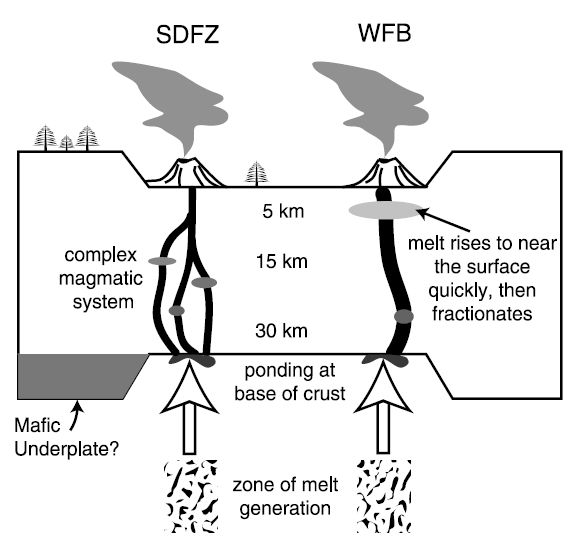 SDFZ
WFB
5 km
complex
magmatic
system
15 km
30 km
melt rises to near
the surface
quickly, then
fractionates
ponding at
base of crust
Mafic
Underplate?
zone of melt
generation